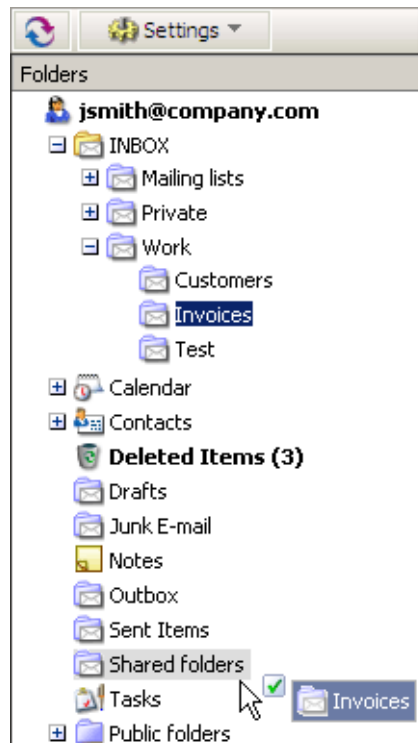 Settings
Folders
jsmith@company.com
INBOX
Mailing lists
Private
Work
Customers
Invoices
Test
Calendar
Contacts
Deleted Items (3)
Drafts
Junk E-mail
Notes
Outbox
Sent Items
Shared folders
Tasks
Invoices
Public folders